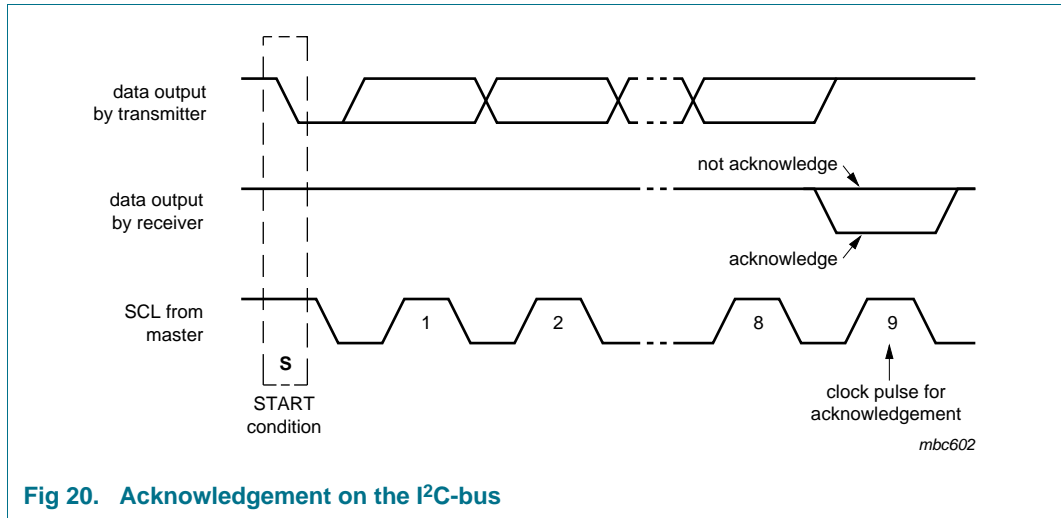 data output
by transmitter
not acknowledge
data output
by receiver
acknowledge
SCL from
master
1
2
8
9
S
START
condition
clock pulse for
acknowledgement
mbc602
Fig 20. Acknowledgement on the I²C-bus